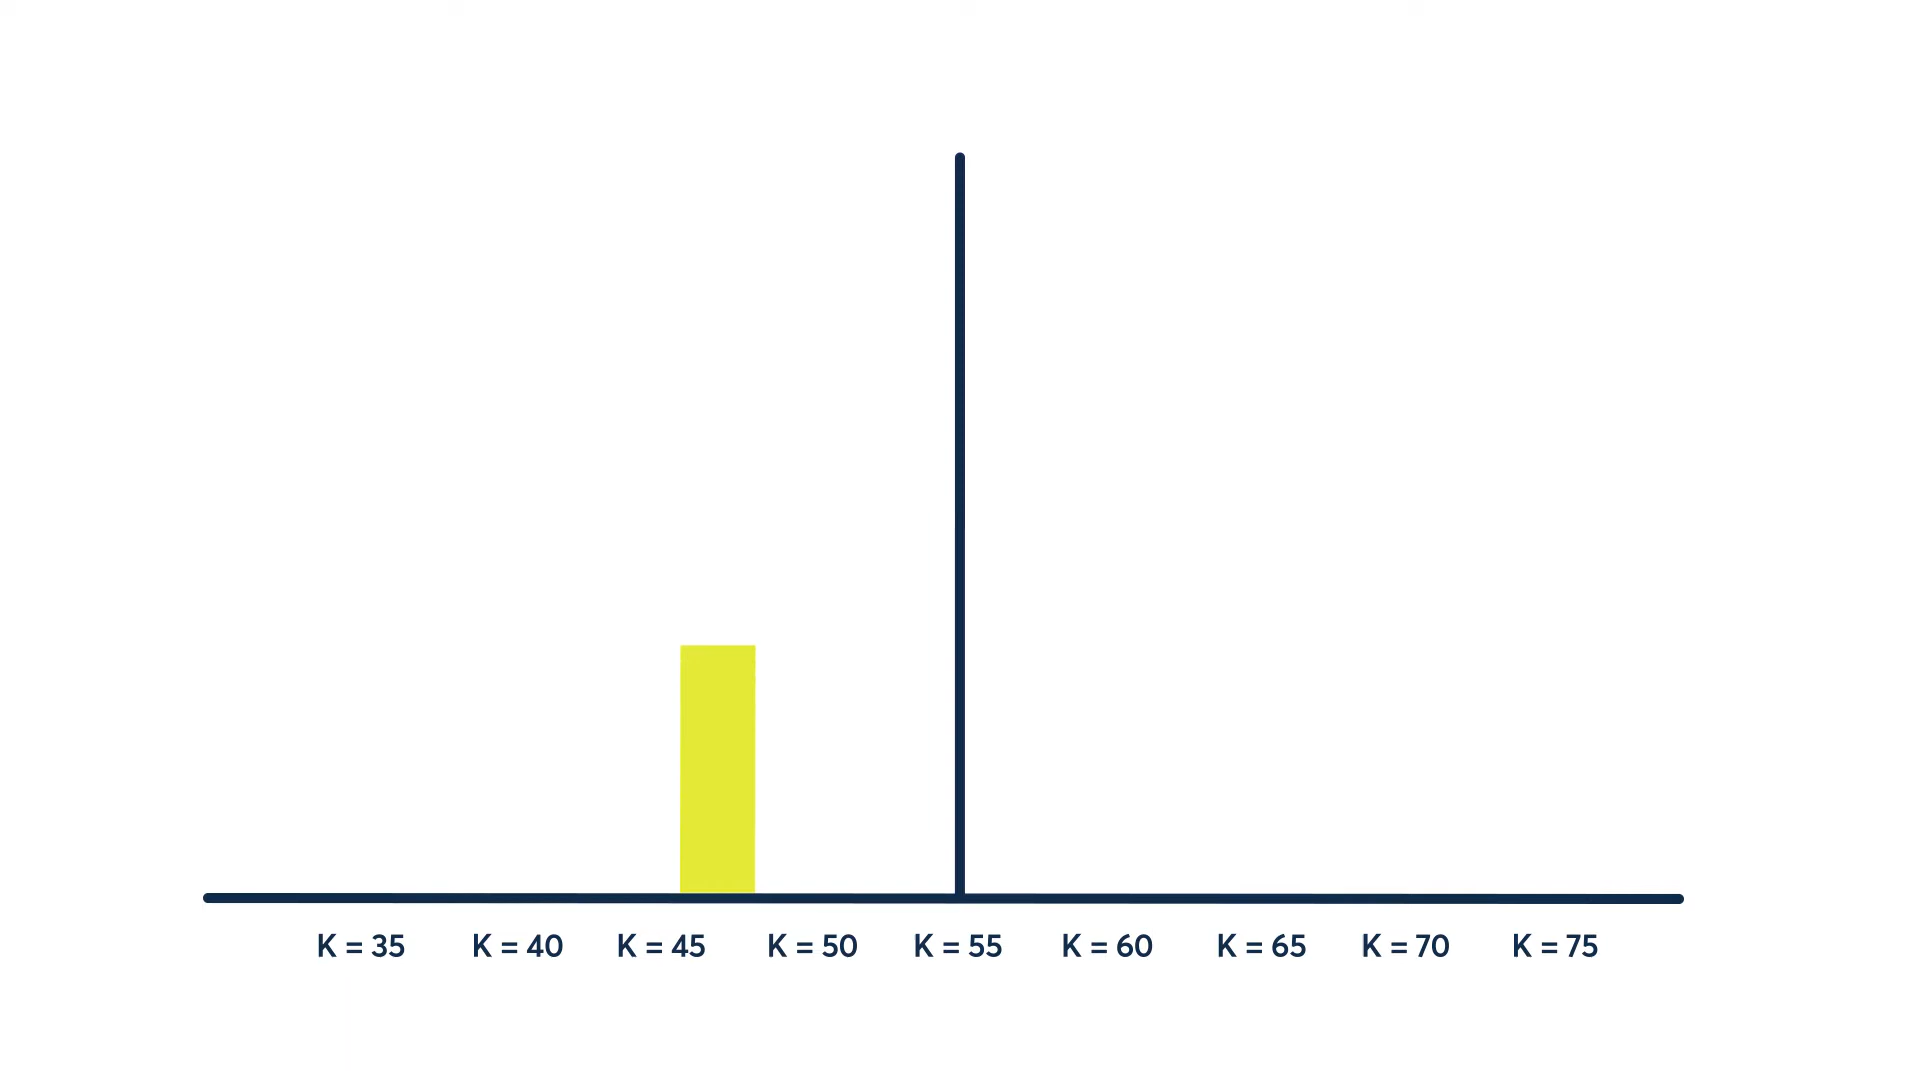 K = 35 K = 40 K = 45 K = 50 K = 55 K = 60 K = 65 K = 70 K = 75